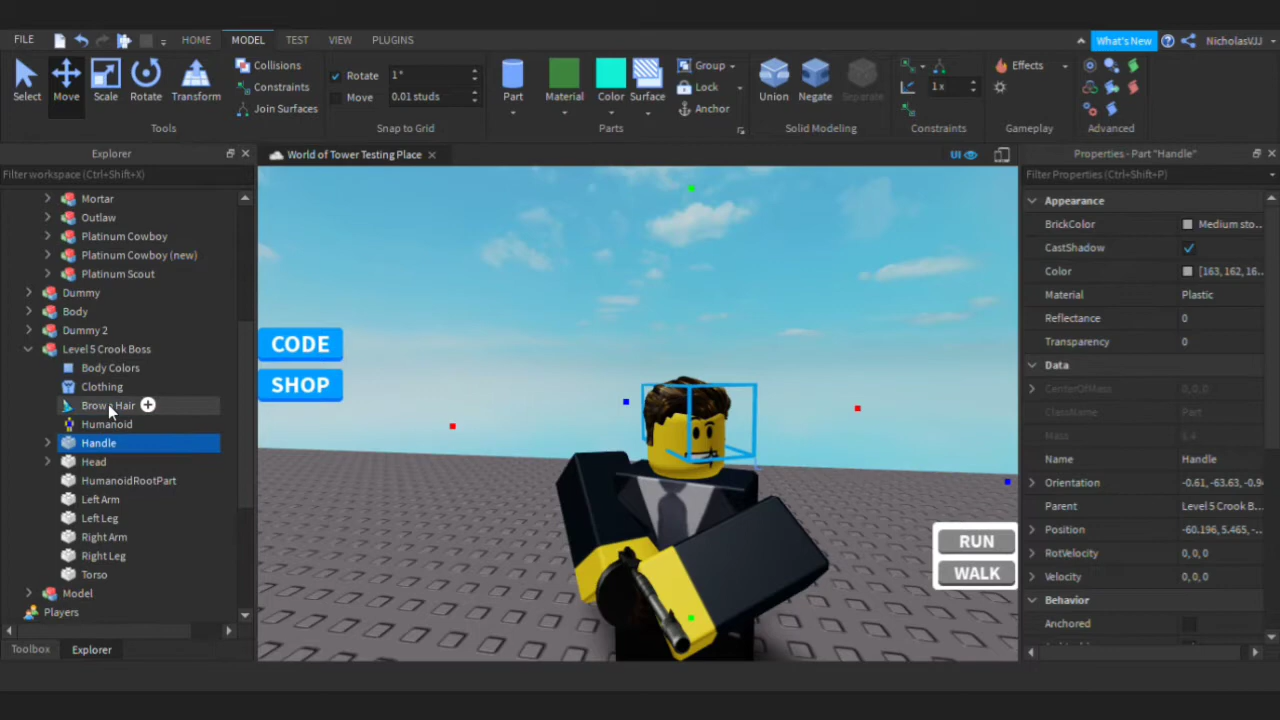 FILE HOME MODEL TEST VIEW PLUGINS What's New NicholasVJJ
Select Move Scale Rotate Transform
Collisions
Constraints
Join Surfaces
Tools
Rotate 1°
Move 0.01 studs
Snap to Grid
Part Material Color Surface
Group
Lock
Anchor
Parts
Union Negate Separate
Solid Modeling
1 x
Constraints
Effects
Gameplay
Advanced
Explorer
Filter workspace (Ctrl+Shift+X)
Mortar
Outlaw
Platinum Cowboy
Platinum Cowboy (new)
Platinum Scout
Dummy
Body
Dummy 2
Level 5 Crook Boss
Body Colors
Clothing
Hair
Humanoid
Handle
Head
HumanoidRootPart
Left Arm
Left Leg
Right Arm
Right Leg
Torso
Model
Players
Toolbox Explorer
World of Tower Testing Place
UI
CODE
SHOP
RUN
WALK
Properties - Part "Handle"
Filter Properties (Ctrl+Shift+P)
Appearance
BrickColor Medium sto...
CastShadow
Color [163, 162, 16...
Material Plastic
Reflectance 0
Transparency 0
Data
CenterOfMass 0, 0, 0
ClassName Part
Mass 6.4
Name Handle
Orientation -0.61, -63.63, -0.9
Parent Level 5 Crook B...
Position -60.196, 5.465, -...
RotVelocity 0, 0, 0
Velocity 0, 0, 0
Behavior
Anchored